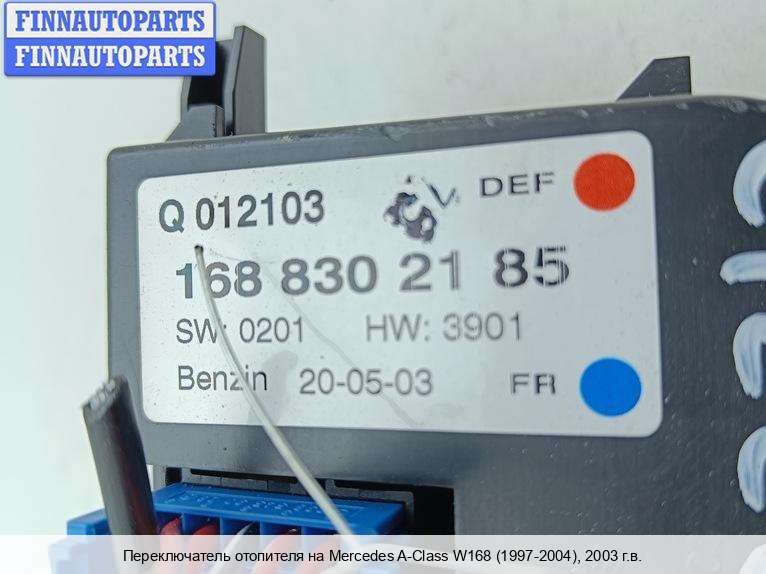 FINNAUTOPARTS
FINNAUTOPARTS
Q 012103
DEF
168 830 21 85
SW: 0201 HW: 3901
Benzin 20-05-03 FR
Переключатель отопителя на Mercedes A-Class W168 (1997-2004), 2003 г.в.